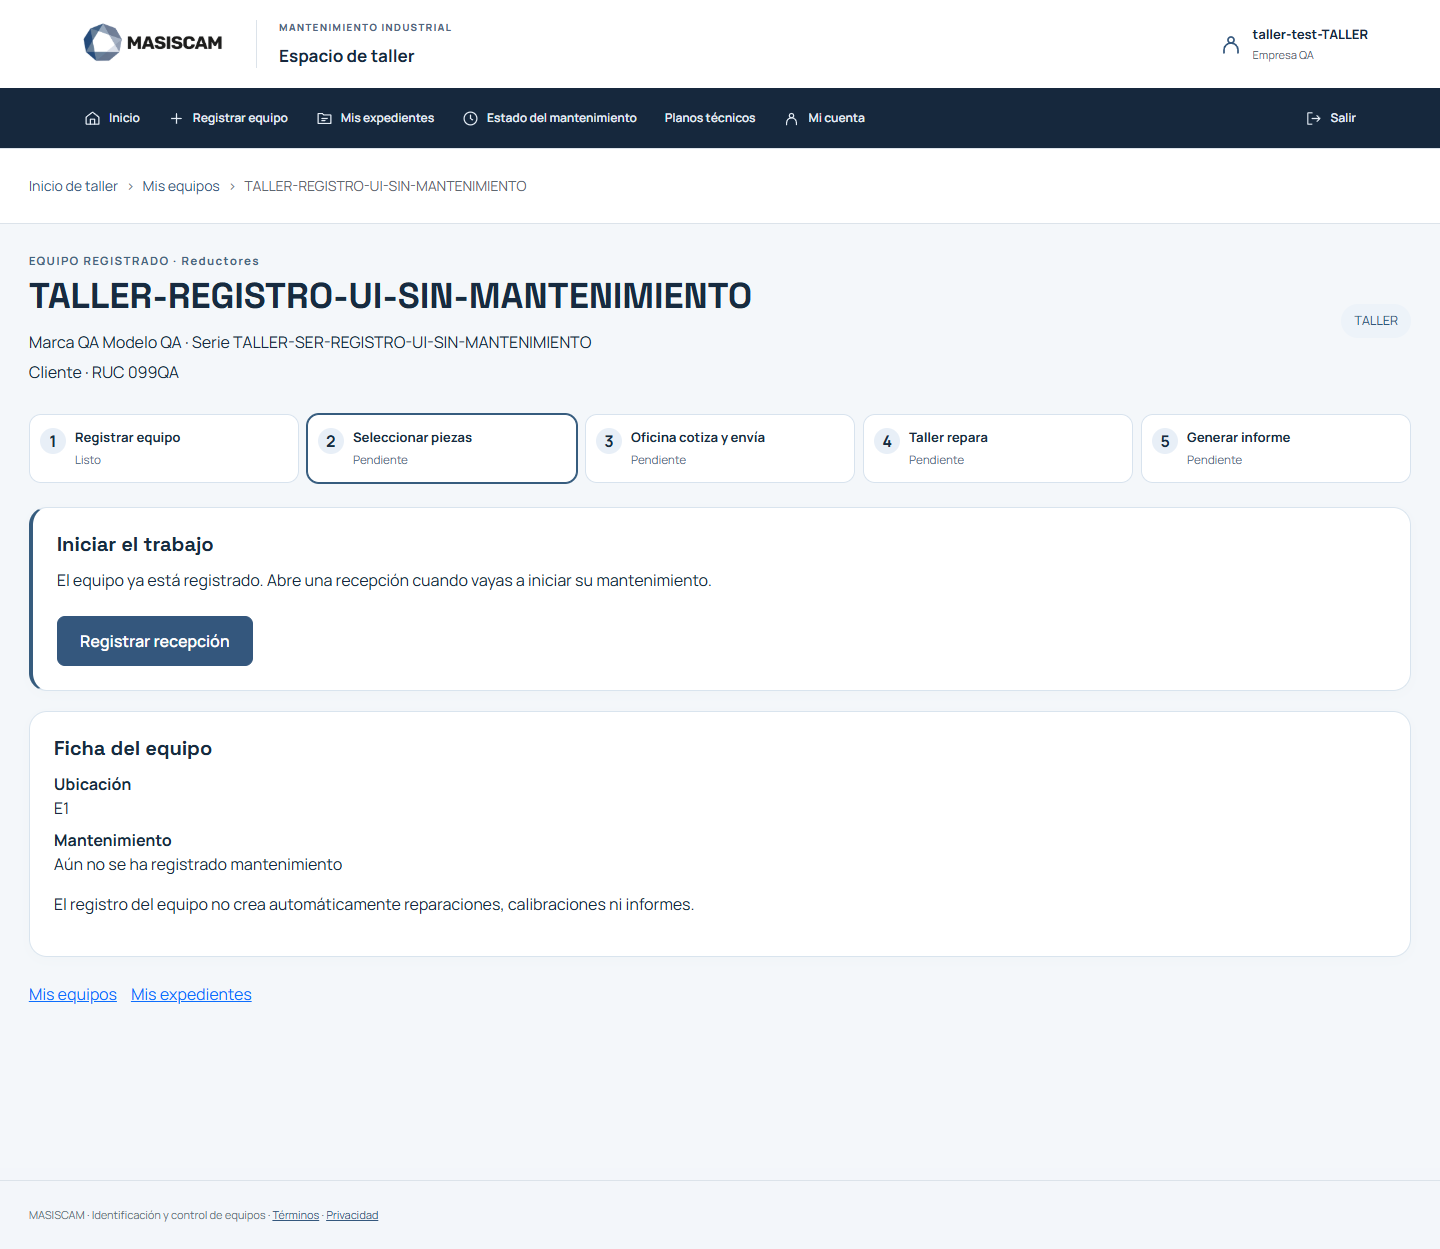 MASISCAM
MANTENIMIENTO INDUSTRIAL
Espacio de taller
taller-test-TALLER
Empresa QA
Inicio
Registrar equipo
Mis expedientes
Estado del mantenimiento
Planos técnicos
Mi cuenta
Salir
Inicio de taller › Mis equipos › TALLER-REGISTRO-UI-SIN-MANTENIMIENTO
EQUIPO REGISTRADO · Reductores
TALLER-REGISTRO-UI-SIN-MANTENIMIENTO
Marca QA Modelo QA · Serie TALLER-SER-REGISTRO-UI-SIN-MANTENIMIENTO
Cliente · RUC 099QA
TALLER
1 Registrar equipo
Listo
2 Seleccionar piezas
Pendiente
3 Oficina cotiza y envía
Pendiente
4 Taller repara
Pendiente
5 Generar informe
Pendiente
Iniciar el trabajo
El equipo ya está registrado. Abre una recepción cuando vayas a iniciar su mantenimiento.
Registrar recepción
Ficha del equipo
Ubicación
E1
Mantenimiento
Aún no se ha registrado mantenimiento
El registro del equipo no crea automáticamente reparaciones, calibraciones ni informes.
Mis equipos Mis expedientes
MASISCAM · Identificación y control de equipos · Términos · Privacidad